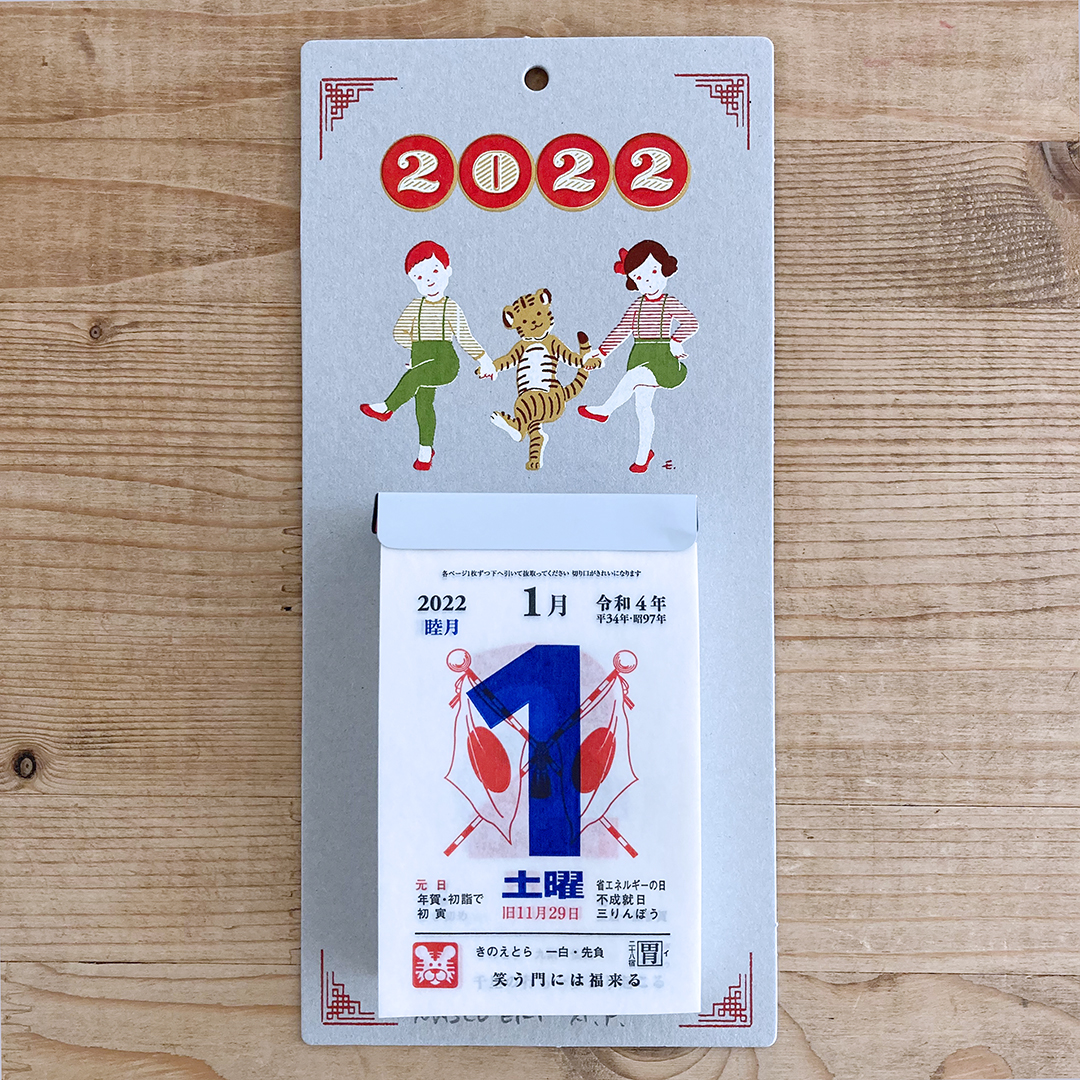 2022
E.
各ページ1枚ずつ下へ引いて抜取ってください 切り口がきれいになります
2022 1月 令和4年
睦月 平34年・昭97年
1
元日 土曜 省エネルギーの日
年賀・初詣で 不成就日
初寅 旧11月29日 三りんぼう
きのえとら 一白・先負 二十八宿 胃 イ
笑う門には福来る